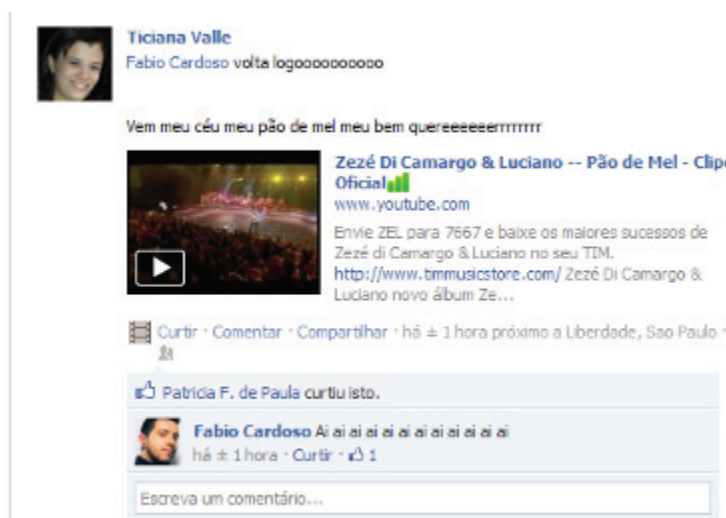 Ticiana Valle
Fabio Cardoso volta logoooooooooo
Vem meu céu meu pão de mel meu bem quereeeeeerrrrrrrr
Zezé Di Camargo & Luciano -- Pão de Mel - Clipe
Oficial
www.youtube.com
Envie ZEL para 7667 e baixe os maiores sucessos de
Zezé di Camargo & Luciano no seu TIM.
http://www.timmusicstore.com/ Zezé Di Camargo &
Luciano novo álbum Ze...
Curtir · Comentar · Compartilhar · há ± 1 hora próximo a Liberdade, Sao Paulo ·
Patricia F. de Paula curtiu isto.
Fabio Cardoso Ai ai ai ai ai ai ai ai ai ai ai ai
há ± 1 hora · Curtir · 1
Escreva um comentário...